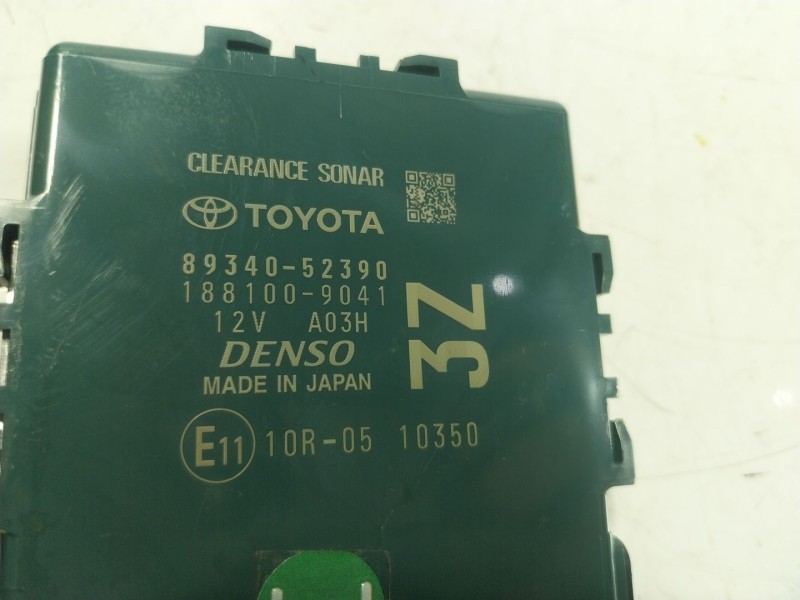 CLEARANCE SONAR
TOYOTA
89340-52390
188100-9041
12V A03H
DENSO
MADE IN JAPAN
3Z
E11 10R-05 10350